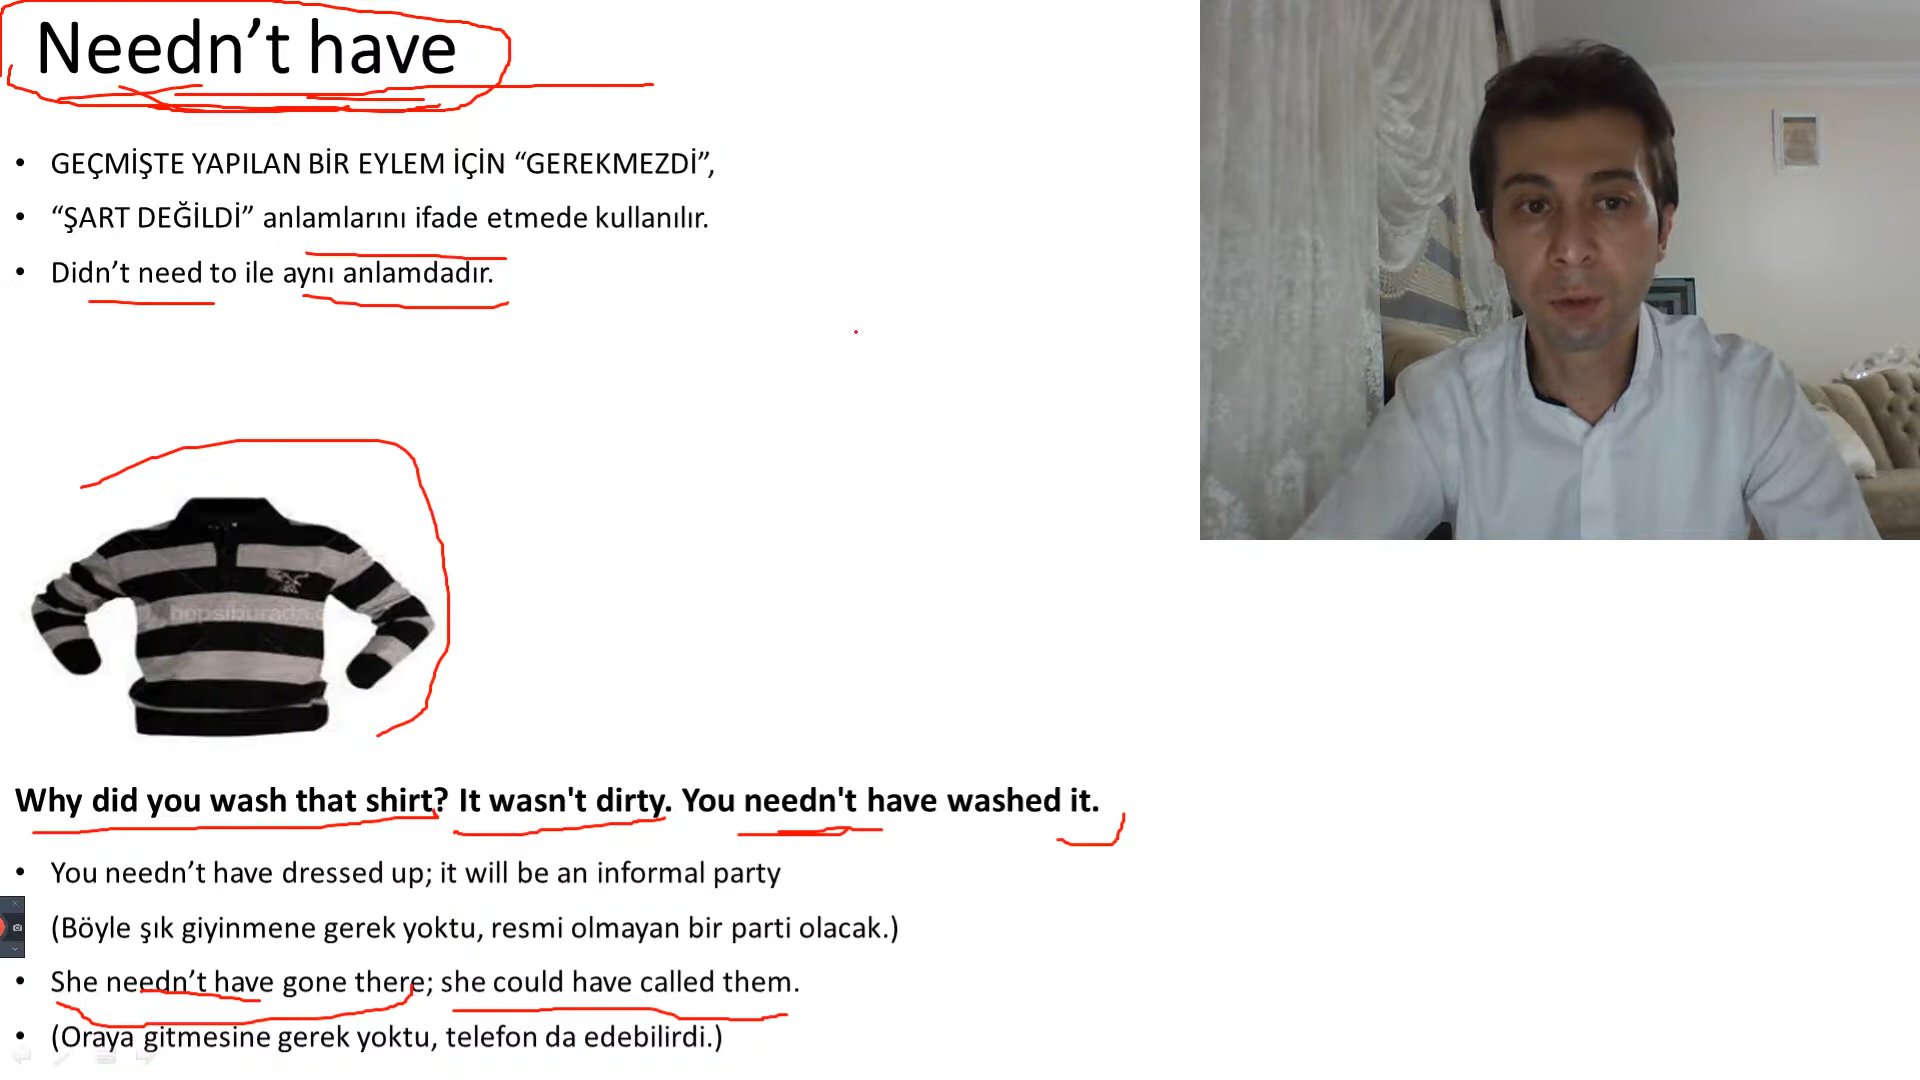 Needn’t have
• GEÇMİŞTE YAPILAN BİR EYLEM İÇİN “GEREKMEZDİ”,
• “ŞART DEĞİLDİ” anlamlarını ifade etmede kullanılır.
• Didn’t need to ile aynı anlamdadır.
hepsiburada.c
Why did you wash that shirt? It wasn't dirty. You needn't have washed it.
• You needn’t have dressed up; it will be an informal party
(Böyle şık giyinmene gerek yoktu, resmi olmayan bir parti olacak.)
• She needn’t have gone there; she could have called them.
• (Oraya gitmesine gerek yoktu, telefon da edebilirdi.)